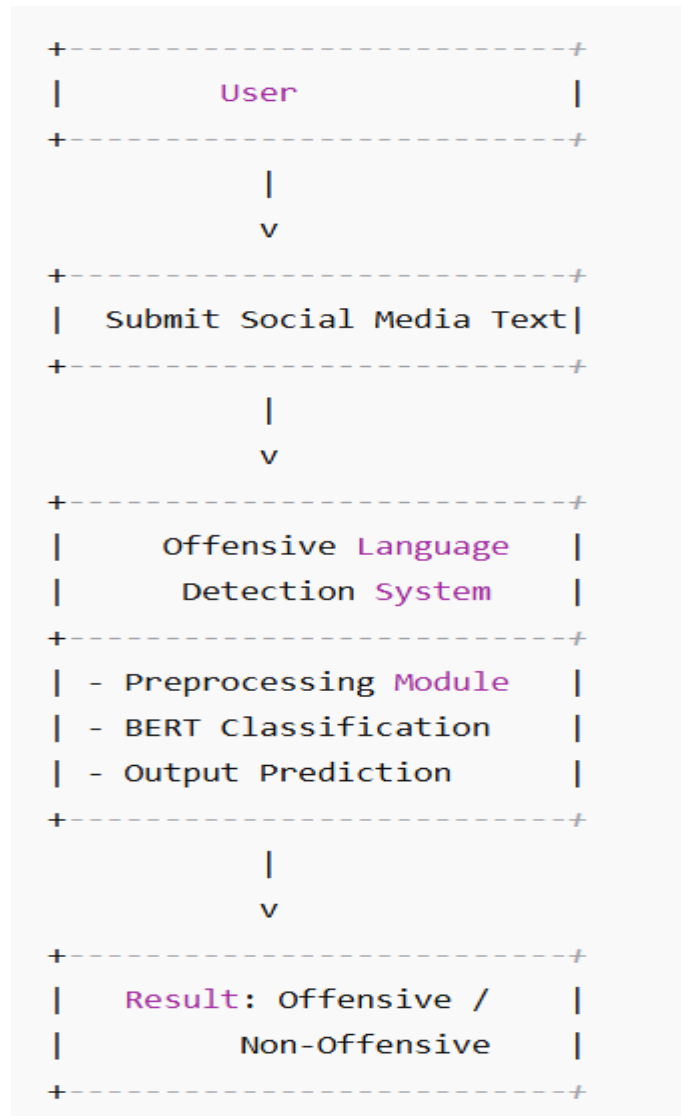 +--------------------------+
|        User              |
+--------------------------+
           |
           v
+--------------------------+
|  Submit Social Media Text|
+--------------------------+
           |
           v
+--------------------------+
|     Offensive Language   |
|      Detection System    |
+--------------------------+
| - Preprocessing Module   |
| - BERT Classification    |
| - Output Prediction      |
+--------------------------+
           |
           v
+--------------------------+
|   Result: Offensive /    |
|         Non-Offensive    |
+--------------------------+